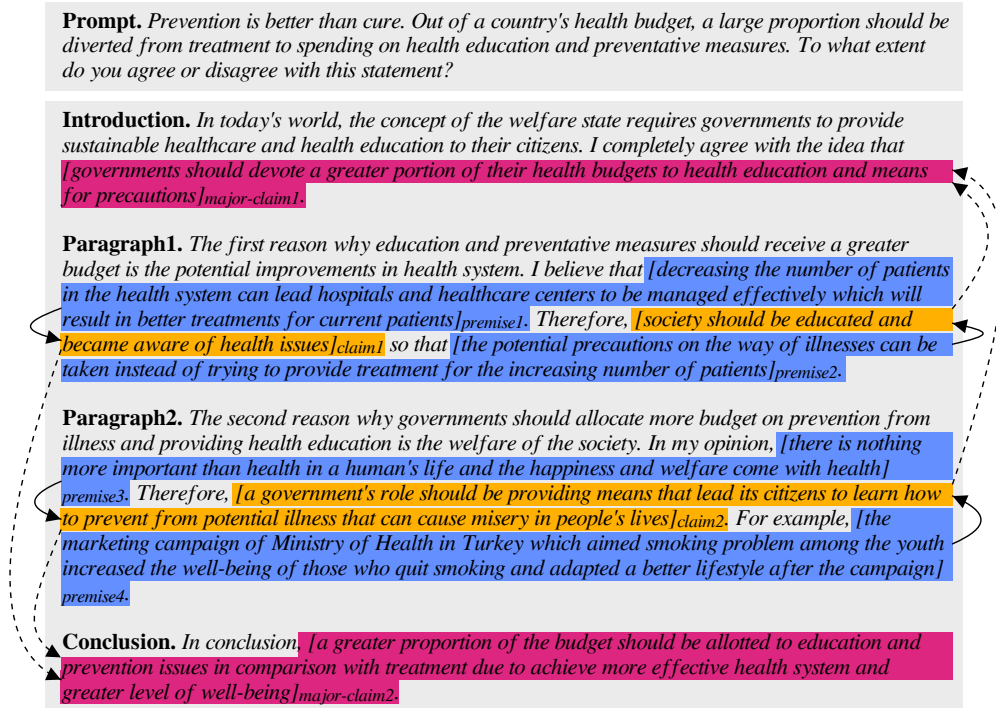 Prompt. Prevention is better than cure. Out of a country's health budget, a large proportion should be
diverted from treatment to spending on health education and preventative measures. To what extent
do you agree or disagree with this statement?
Introduction. In today's world, the concept of the welfare state requires governments to provide
sustainable healthcare and health education to their citizens. I completely agree with the idea that
[governments should devote a greater portion of their health budgets to health education and means
for precautions]major-claim1.
Paragraph1. The first reason why education and preventative measures should receive a greater
budget is the potential improvements in health system. I believe that [decreasing the number of patients
in the health system can lead hospitals and healthcare centers to be managed effectively which will
result in better treatments for current patients]premise1. Therefore, [society should be educated and
became aware of health issues]claim1 so that [the potential precautions on the way of illnesses can be
taken instead of trying to provide treatment for the increasing number of patients]premise2.
Paragraph2. The second reason why governments should allocate more budget on prevention from
illness and providing health education is the welfare of the society. In my opinion, [there is nothing
more important than health in a human's life and the happiness and welfare come with health]
premise3. Therefore, [a government's role should be providing means that lead its citizens to learn how
to prevent from potential illness that can cause misery in people's lives]claim2. For example, [the
marketing campaign of Ministry of Health in Turkey which aimed smoking problem among the youth
increased the well-being of those who quit smoking and adapted a better lifestyle after the campaign]
premise4.
Conclusion. In conclusion, [a greater proportion of the budget should be allotted to education and
prevention issues in comparison with treatment due to achieve more effective health system and
greater level of well-being]major-claim2.